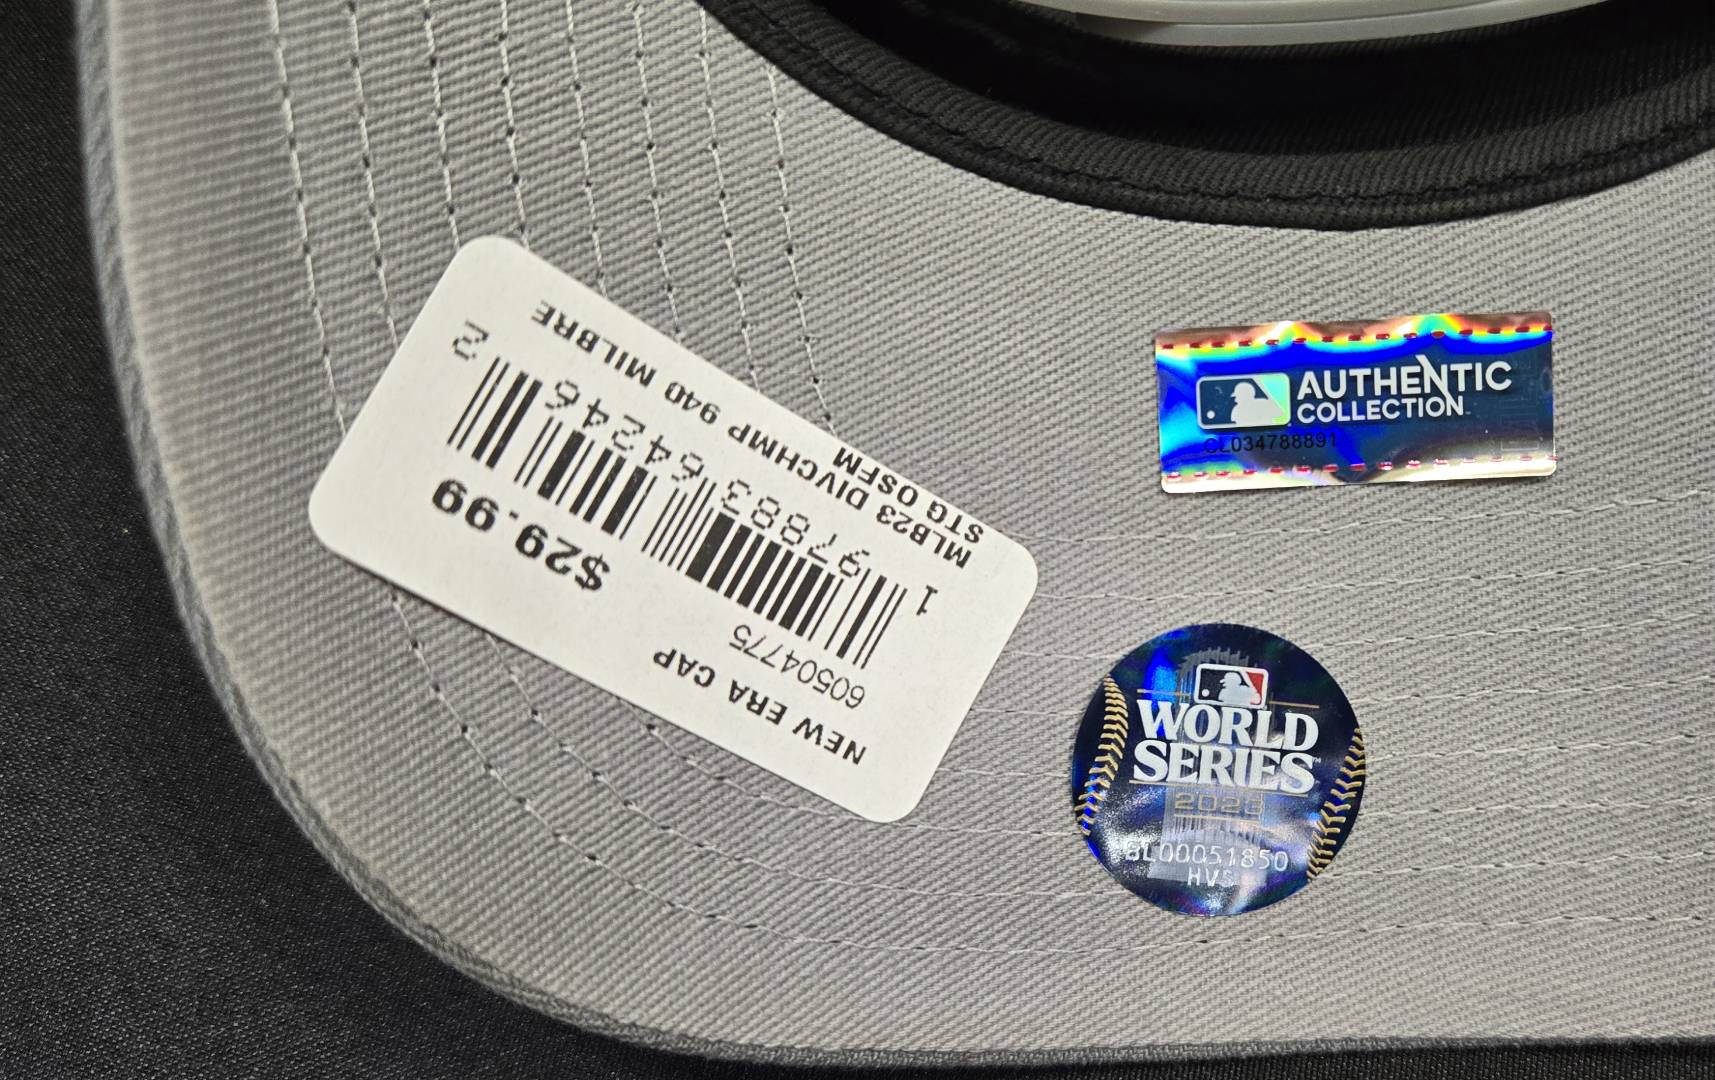 NEW ERA CAP
60504775
$29.99
1 97883 64246 2
MLB23 DIVCHMP 940 MILBRE
STG OSFM
AUTHENTIC
COLLECTION
CL034788891
WORLD
SERIES
2023
BL00051850
HVS